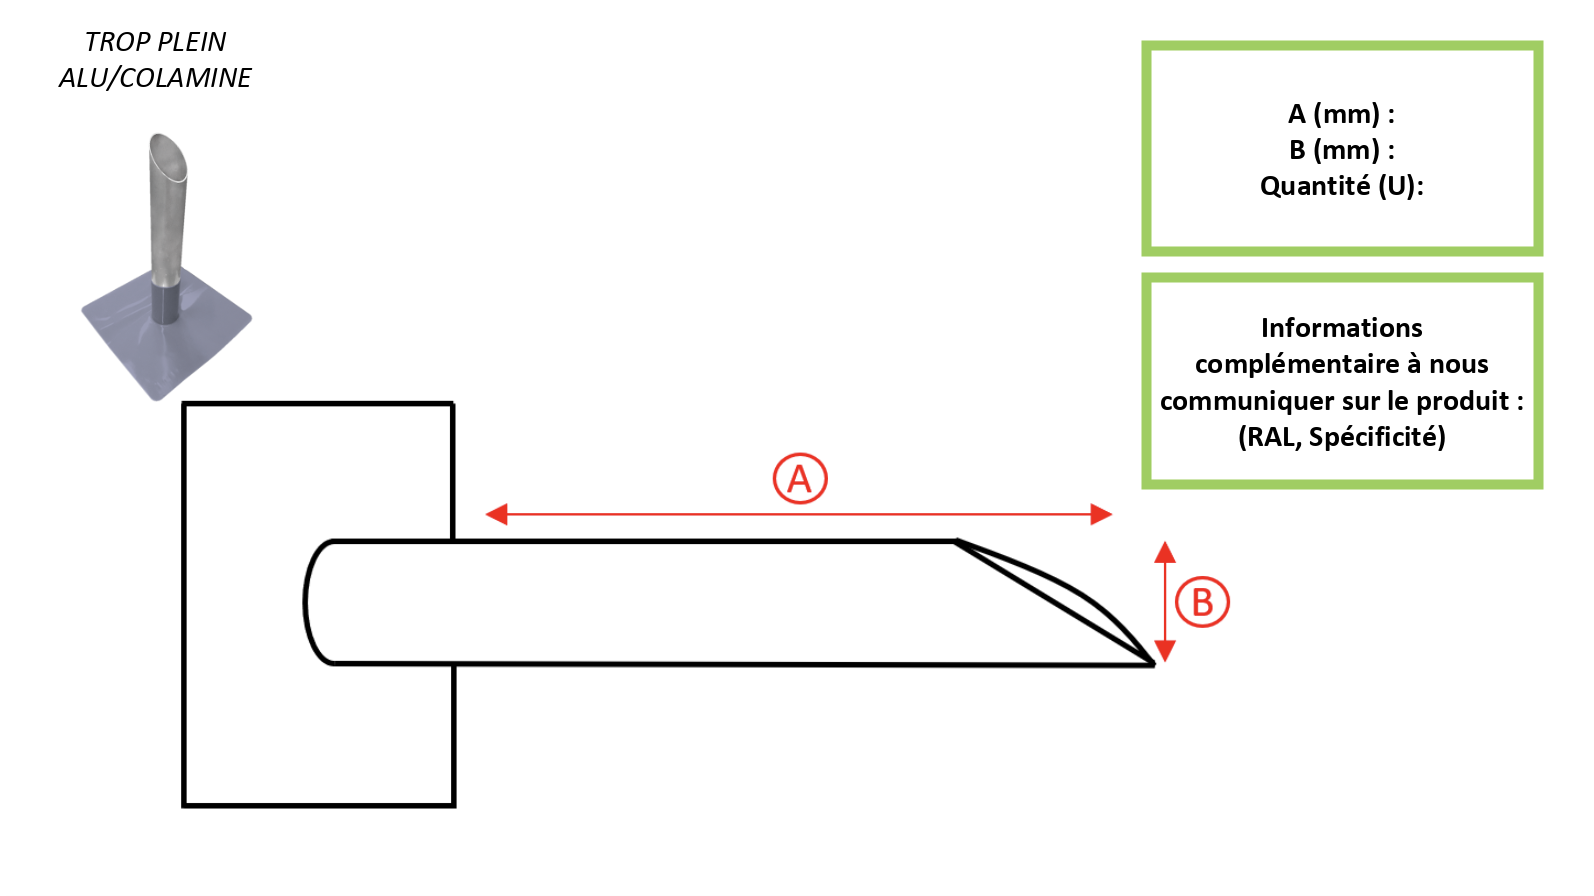 TROP PLEIN
ALU/COLAMINE
A (mm) :
B (mm) :
Quantité (U):
Informations
complémentaire à nous
communiquer sur le produit :
(RAL, Spécificité)
A
B